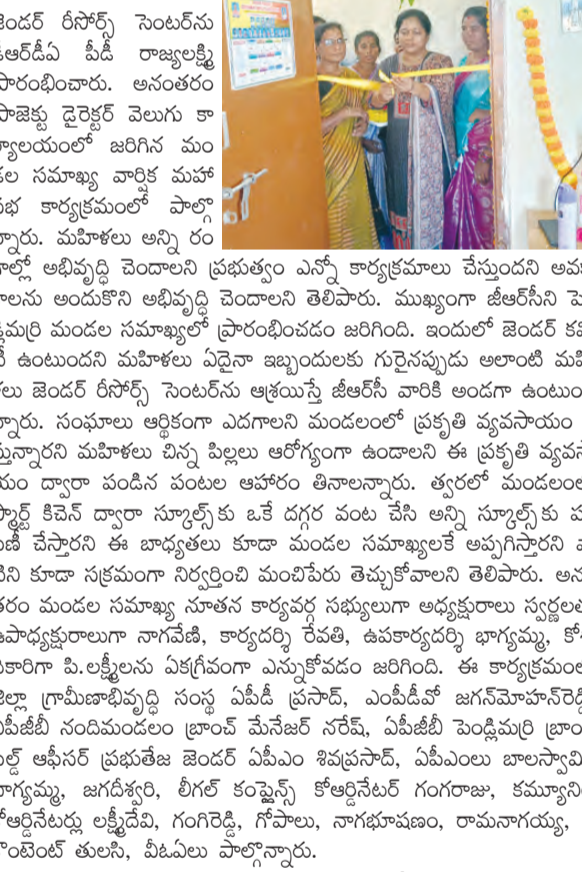 జెండర్ రీసోర్స్ సెంటర్‌ను
డీఆర్‌డీఏ పీడీ రాజ్యలక్ష్మి
ప్రారంభించారు. అనంతరం
ప్రాజెక్టు డైరెక్టర్ వెలుగు కా
ర్యాలయంలో జరిగిన మం
డల సమాఖ్య వార్షిక మహా
సభ కార్యక్రమంలో పాల్గొ
న్నారు. మహిళలు అన్ని రం
గాల్లో అభివృద్ధి చెందాలని ప్రభుత్వం ఎన్నో కార్యక్రమాలు చేస్తుందని అవకా
శాలను అందుకొని అభివృద్ధి చెందాలని తెలిపారు. ముఖ్యంగా జీఆర్‌సీని పెం
డ్లిమర్రి మండల సమాఖ్యలో ప్రారంభించడం జరిగింది. ఇందులో జెండర్ కమి
టీ ఉంటుందని మహిళలు ఏదైనా ఇబ్బందులకు గురైనప్పుడు అలాంటి మహి
ళలు జెండర్ రీసోర్స్ సెంటర్‌ను ఆశ్రయిస్తే జీఆర్‌సీ వారికి అండగా ఉంటుంద
న్నారు. సంఘాలు ఆర్థికంగా ఎదగాలని మండలంలో ప్రకృతి వ్యవసాయం
స్తున్నారని మహిళలు చిన్న పిల్లలు ఆరోగ్యంగా ఉండాలని ఈ ప్రకృతి వ్యవసా
యం ద్వారా పండిన పంటల ఆహారం తినాలన్నారు. త్వరలో మండలంలో
స్మార్ట్ కిచెన్ ద్వారా స్కూల్స్‌కు ఒకే దగ్గర వంట చేసి అన్ని స్కూల్స్‌కు పం
పిణీ చేస్తారని ఈ బాధ్యతలు కూడా మండల సమాఖ్యలకే అప్పగిస్తారని వా
టిని కూడా సక్రమంగా నిర్వర్తించి మంచిపేరు తెచ్చుకోవాలని తెలిపారు. అనం
తరం మండల సమాఖ్య నూతన కార్యవర్గ సభ్యులుగా అధ్యక్షురాలు స్వర్ణలత,
ఉపాధ్యక్షురాలుగా నాగవేణి, కార్యదర్శి రేవతి, ఉపకార్యదర్శి భాగ్యమ్మ, కోశా
ధికారిగా పి.లక్ష్మీలను ఏకగ్రీవంగా ఎన్నుకోవడం జరిగింది. ఈ కార్యక్రమంలో
జిల్లా గ్రామీణాభివృద్ధి సంస్థ ఏపీడీ ప్రసాద్, ఎంపీడీవో జగన్‌మోహన్‌రెడ్డి,
ఏపీజీబీ నందిమండలం బ్రాంచ్ మేనేజర్ నరేష్, ఏపీజీబీ పెండ్లిమర్రి బ్రాంచ్
ఫీల్డ్ ఆఫీసర్ ప్రభుతేజ జెండర్ ఏపీఎం శివప్రసాద్, ఏపీఎంలు బాలస్వామి,
భాగ్యమ్మ, జగదీశ్వరి, లీగల్ కంప్లైన్స్ కోఆర్డినేటర్ గంగరాజు, కమ్యూనిటీ
కోఆర్డినేటర్లు లక్ష్మీదేవి, గంగిరెడ్డి, గోపాలు, నాగభూషణం, రామనాగయ్య,
కౌంటెంట్ తులసి, వీఓఏలు పాల్గొన్నారు.